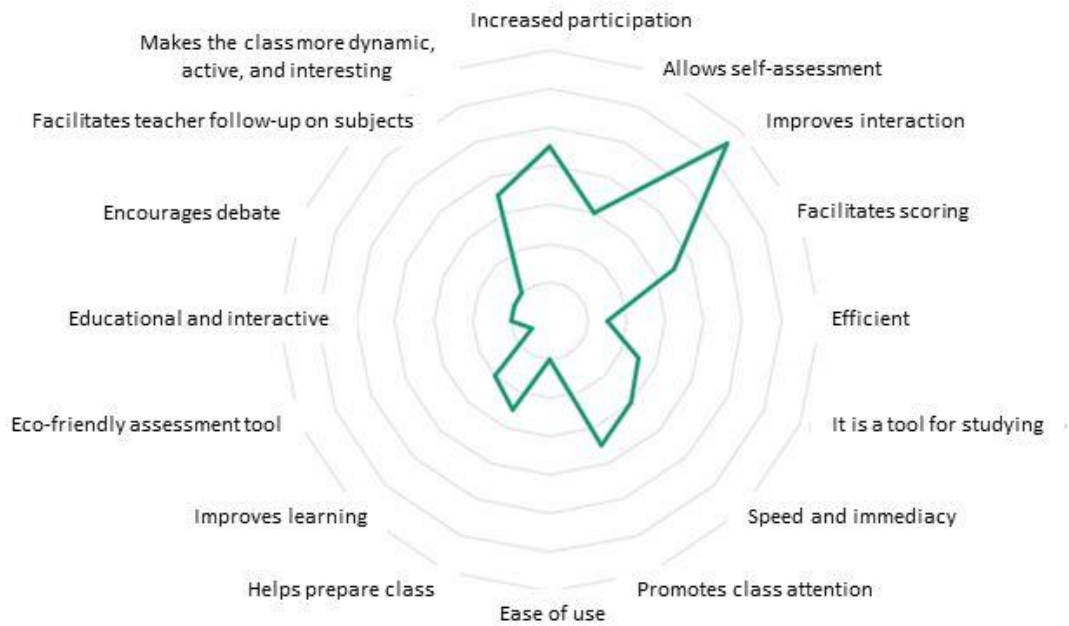 Increased participation
Makes the class more dynamic,
active, and interesting
Allows self-assessment
Facilitates teacher follow-up on subjects
Improves interaction
Encourages debate
Facilitates scoring
Educational and interactive
Efficient
Eco-friendly assessment tool
It is a tool for studying
Improves learning
Speed and immediacy
Helps prepare class
Promotes class attention
Ease of use